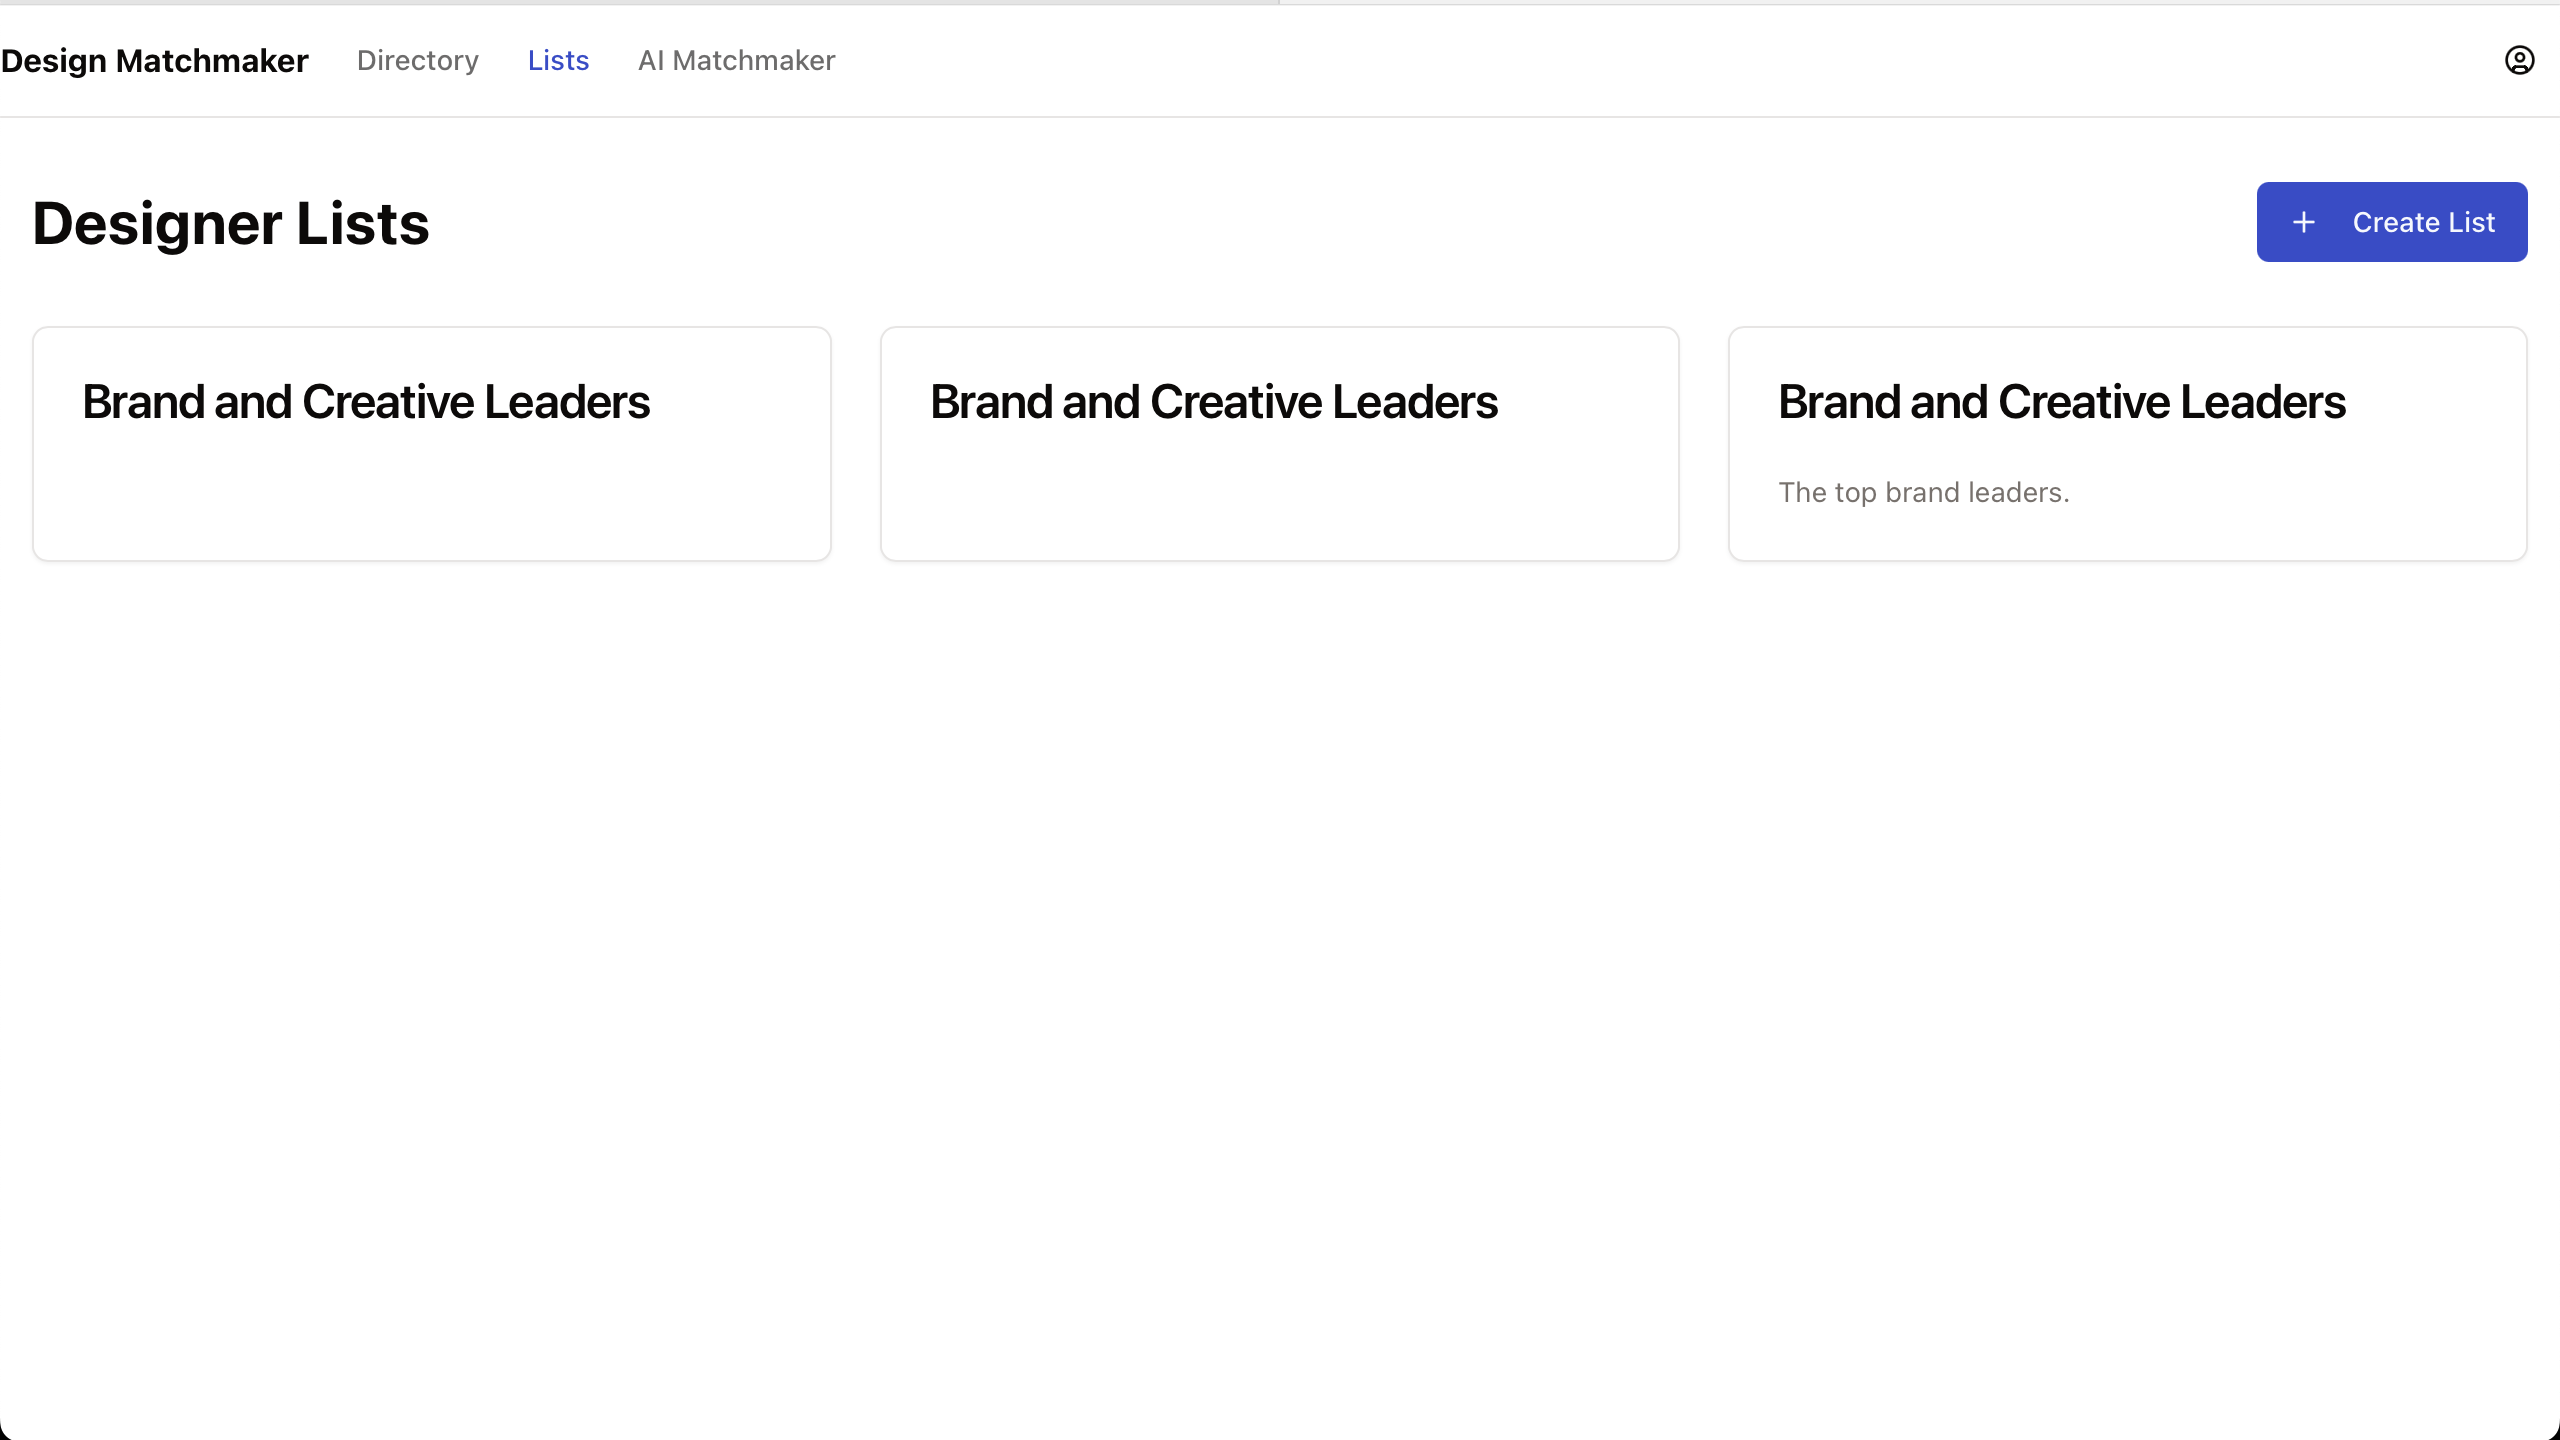 Design Matchmaker Directory Lists AI Matchmaker
Designer Lists
+ Create List
Brand and Creative Leaders
Brand and Creative Leaders
Brand and Creative Leaders
The top brand leaders.